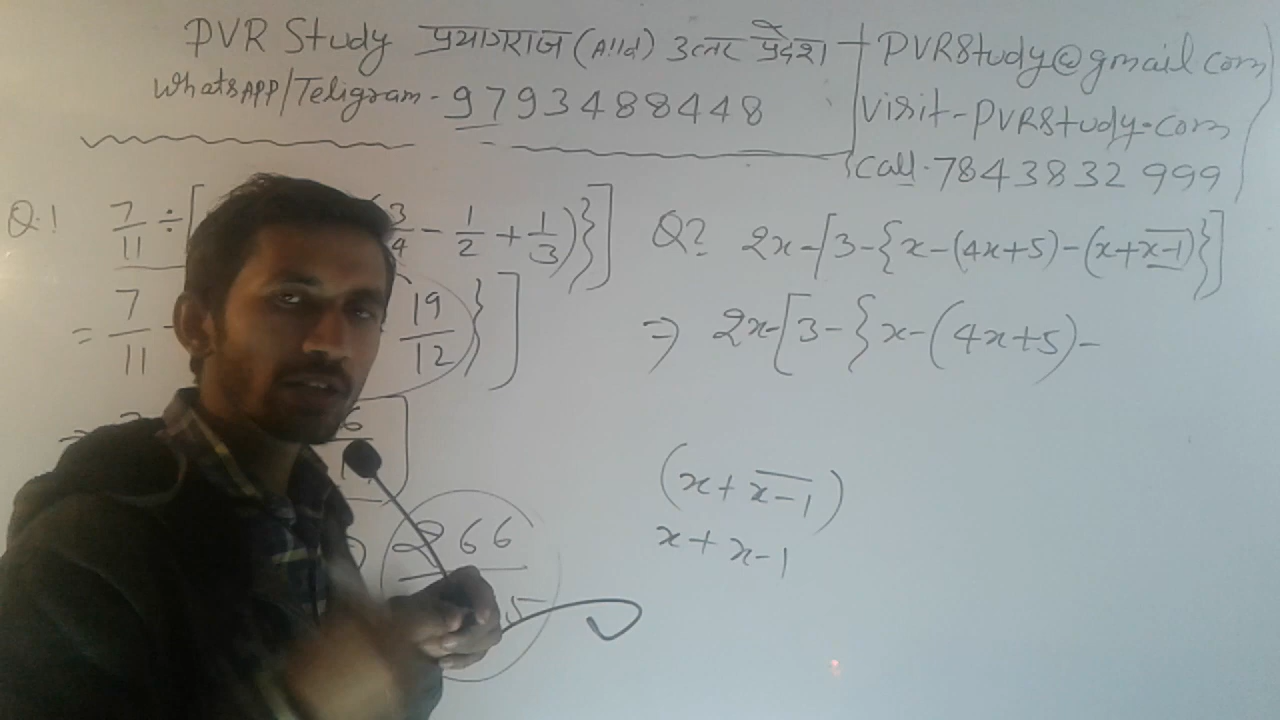 PVR Study प्रयागराज (Alld) उत्तर प्रदेश
WhatsAPP/Teligram - 9793488448
PVRStudy@gmail com
visit-PVRStudy.com
call. 7843832999
Q.1 7/11 ÷ [ 3/4 - 1/2 + 1/3)}]
= 7/11 19/12 }]
266
Q2 2x-[3-{x-(4x+5)-(x+x̅-̅1̅)}]
⇒ 2x-[3-{x-(4x+5)-
(x+x̅-̅1̅)
x+x-1